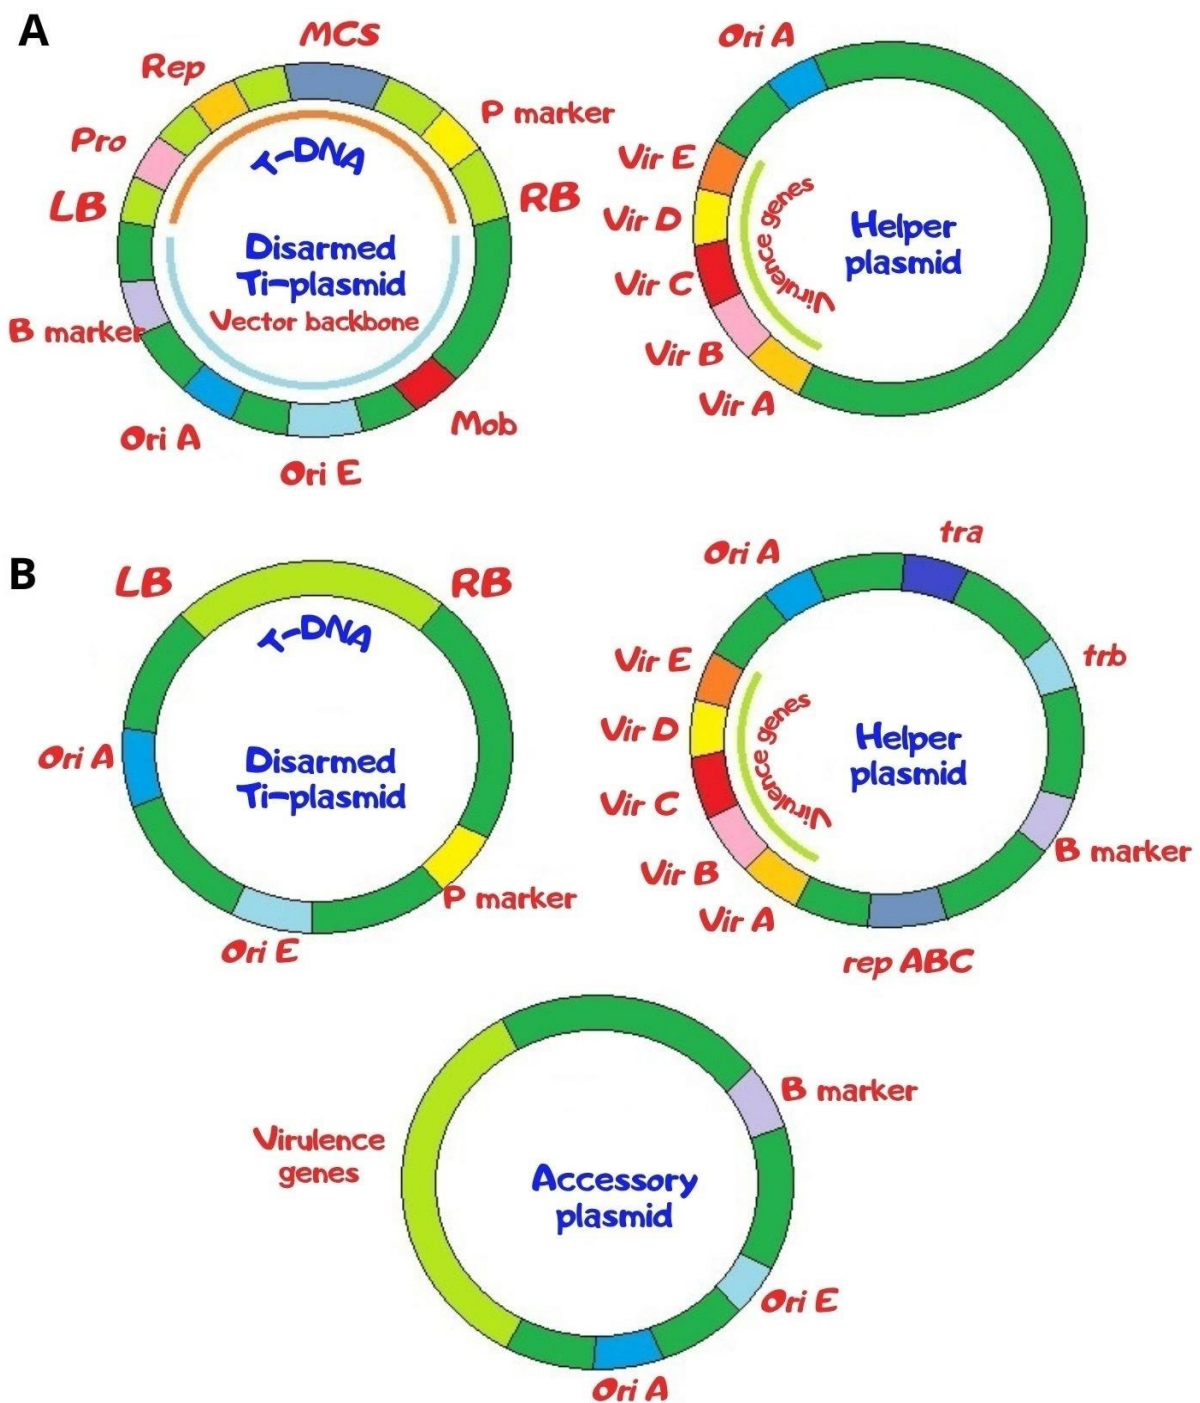 A
MCS
Rep
P marker
Pro
T-DNA
LB
RB
Disarmed
Ti-plasmid
Vector backbone
B marker
Ori A
Mob
Ori E
Ori A
Vir E
Vir D
Virulence genes
Helper
plasmid
Vir C
Vir B
Vir A
B
LB
RB
T-DNA
Ori A
Disarmed
Ti-plasmid
P marker
Ori E
tra
Ori A
trb
Vir E
Vir D
Virulence genes
Helper
plasmid
Vir C
B marker
Vir B
Vir A
rep ABC
B marker
Virulence
genes
Accessory
plasmid
Ori E
Ori A